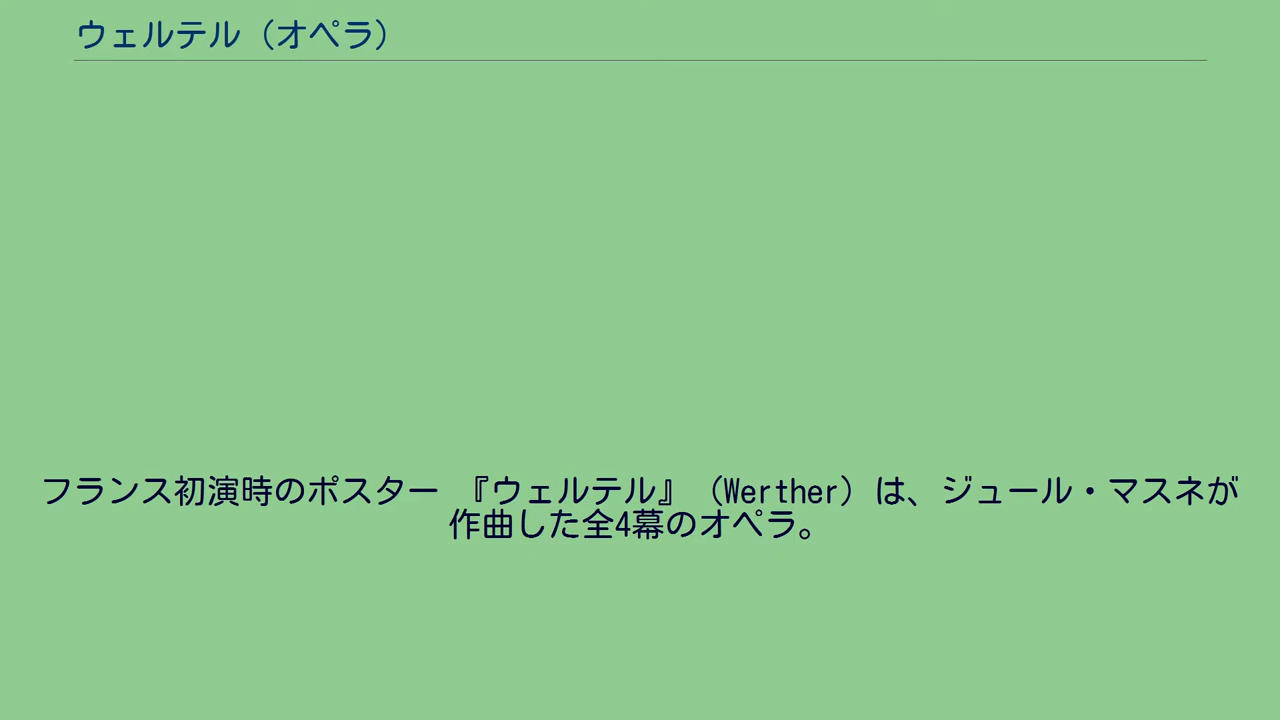 ウェルテル（オペラ）
フランス初演時のポスター 『ウェルテル』（Werther）は、ジュール・マスネが
作曲した全4幕のオペラ。